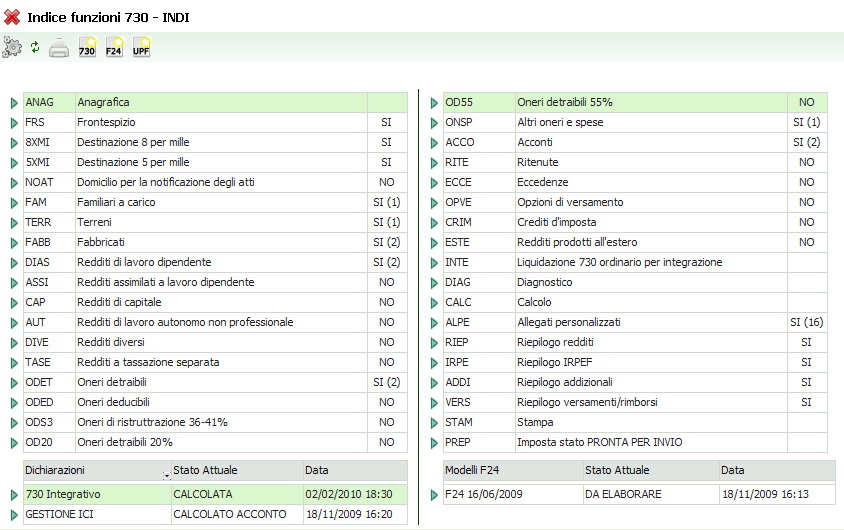 Indice funzioni 730 - INDI
730 F24 UPF
ANAG Anagrafica
FRS Frontespizio SI
8XMI Destinazione 8 per mille SI
5XMI Destinazione 5 per mille SI
NOAT Domicilio per la notificazione degli atti NO
FAM Familiari a carico SI (1)
TERR Terreni SI (1)
FABB Fabbricati SI (2)
DIAS Redditi di lavoro dipendente SI (2)
ASSI Redditi assimilati a lavoro dipendente NO
CAP Redditi di capitale NO
AUT Redditi di lavoro autonomo non professionale NO
DIVE Redditi diversi NO
TASE Redditi a tassazione separata NO
ODET Oneri detraibili SI (2)
ODED Oneri deducibili NO
ODS3 Oneri di ristruttrazione 36-41% NO
OD20 Oneri detraibili 20% NO
Dichiarazioni Stato Attuale Data
730 Integrativo CALCOLATA 02/02/2010 18:30
GESTIONE ICI CALCOLATO ACCONTO 18/11/2009 16:20
OD55 Oneri detraibili 55% NO
ONSP Altri oneri e spese SI (1)
ACCO Acconti SI (2)
RITE Ritenute NO
ECCE Eccedenze NO
OPVE Opzioni di versamento NO
CRIM Crediti d'imposta NO
ESTE Redditi prodotti all'estero NO
INTE Liquidazione 730 ordinario per integrazione
DIAG Diagnostico
CALC Calcolo
ALPE Allegati personalizzati SI (16)
RIEP Riepilogo redditi SI
IRPE Riepilogo IRPEF SI
ADDI Riepilogo addizionali SI
VERS Riepilogo versamenti/rimborsi SI
STAM Stampa
PREP Imposta stato PRONTA PER INVIO
Modelli F24 Stato Attuale Data
F24 16/06/2009 DA ELABORARE 18/11/2009 16:13